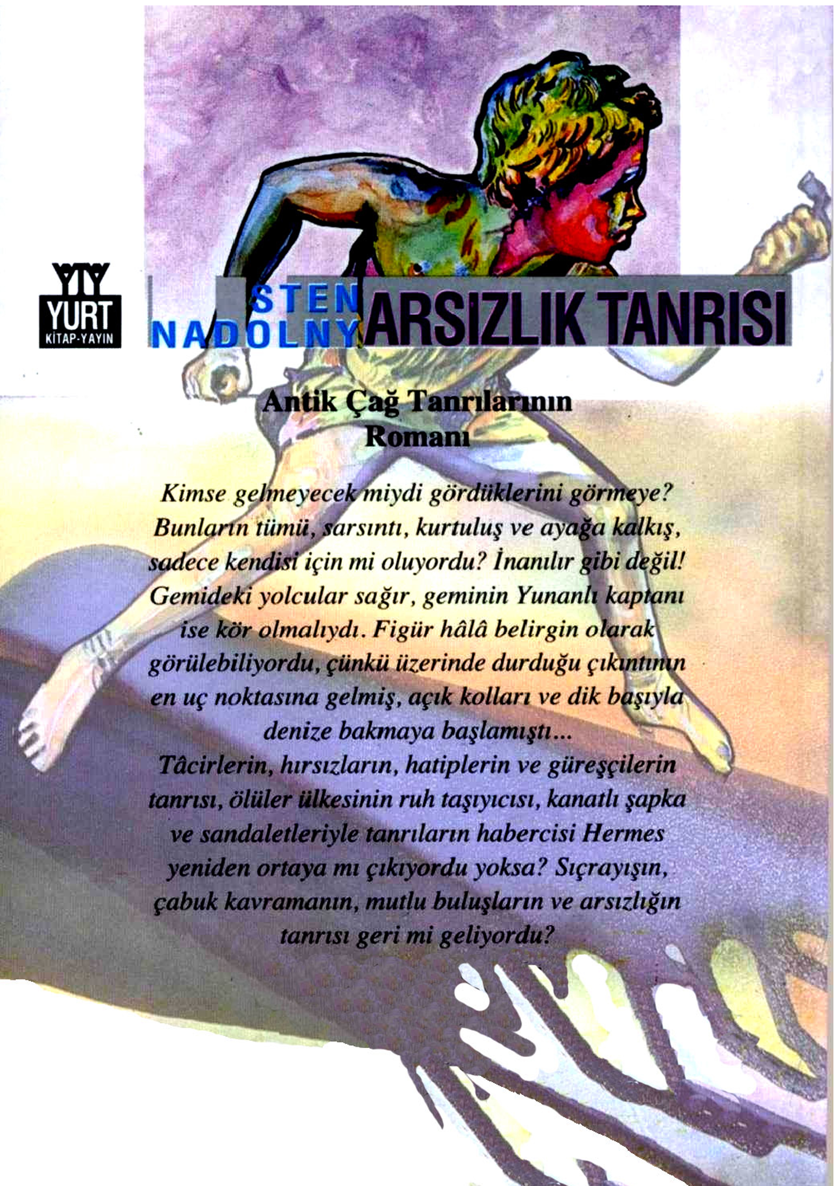 YTY
YURT
KİTAP-YAYIN
STEN
NADOLNY
ARSIZLIK TANRISI
Antik Çağ Tanrılarının
Romanı
Kimse gelmeyecek miydi gördüklerini görmeye?
Bunların tümü, sarsıntı, kurtuluş ve ayağa kalkış,
sadece kendisi için mi oluyordu? İnanılır gibi değil!
Gemideki yolcular sağır, geminin Yunanlı kaptanı
ise kör olmalıydı. Figür hâlâ belirgin olarak
görülebiliyordu, çünkü üzerinde durduğu çıkıntının
en uç noktasına gelmiş, açık kolları ve dik başıyla
denize bakmaya başlamıştı...
Tâcirlerin, hırsızların, hatiplerin ve güreşçilerin
tanrısı, ölüler ülkesinin ruh taşıyıcısı, kanatlı şapka
ve sandaletleriyle tanrıların habercisi Hermes
yeniden ortaya mı çıkıyordu yoksa? Sıçrayışın,
çabuk kavramanın, mutlu buluşların ve arsızlığın
tanrısı geri mi geliyordu?